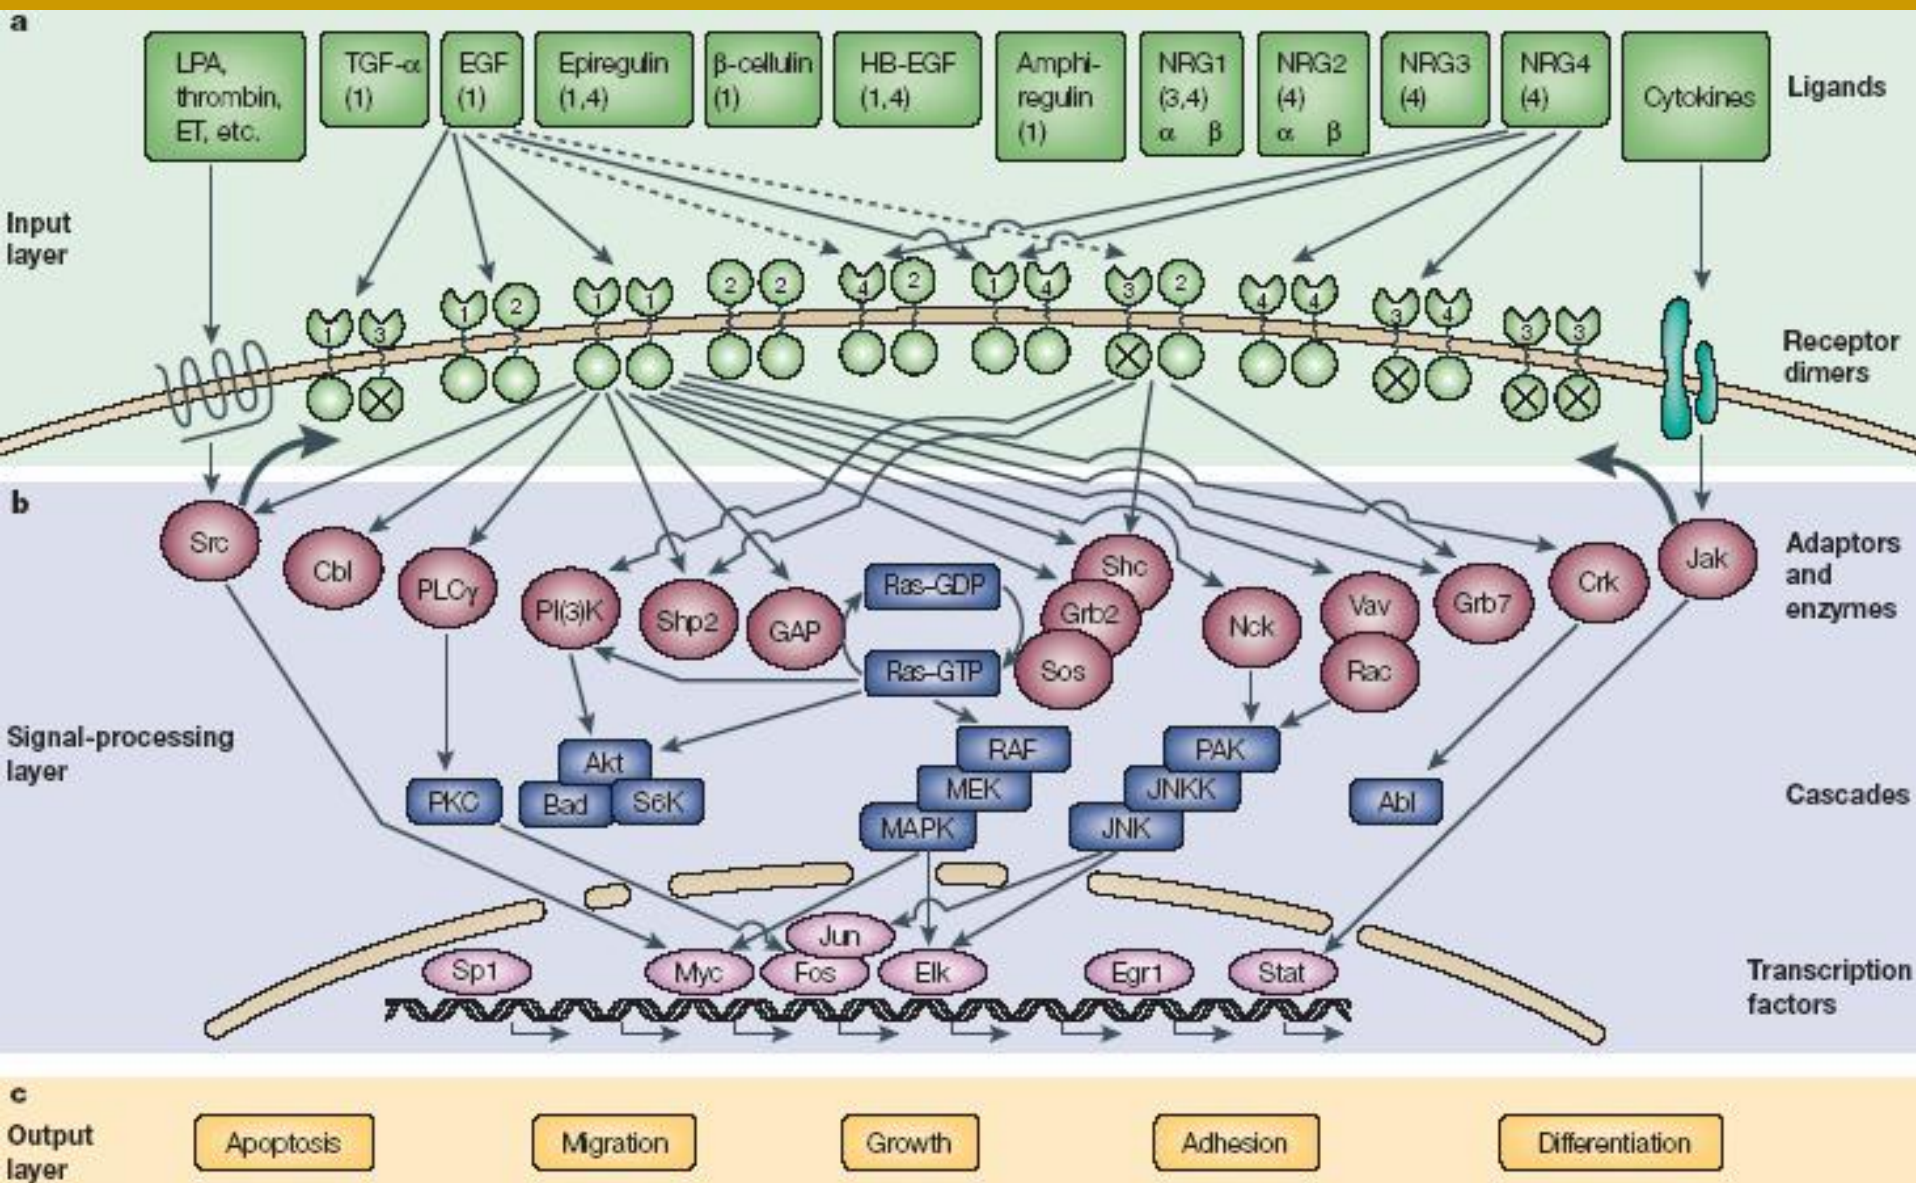 a
LPA,
thrombin,
ET, etc.
TGF-α
(1)
EGF
(1)
Epiregulin
(1,4)
β-cellulin
(1)
HB-EGF
(1,4)
Amphi-
regulin
(1)
NRG1
(3,4)
α β
NRG2
(4)
α β
NRG3
(4)
NRG4
(4)
Cytokines
Ligands
Input
layer
1 3
1 2
1 1
2 2
4 2
1 4
3 2
4 4
3 4
3 3
Receptor
dimers
b
Src
Cbl
PLCγ
PI(3)K
Shp2
GAP
Ras–GDP
Ras–GTP
Shc
Grb2
Sos
Nck
Vav
Rac
Grb7
Crk
Jak
Adaptors
and
enzymes
Signal-processing
layer
PKC
Akt
Bad
S6K
RAF
MEK
MAPK
PAK
JNKK
JNK
Abl
Cascades
Sp1
Myc
Jun
Fos
Elk
Egr1
Stat
Transcription
factors
c
Output
layer
Apoptosis
Migration
Growth
Adhesion
Differentiation